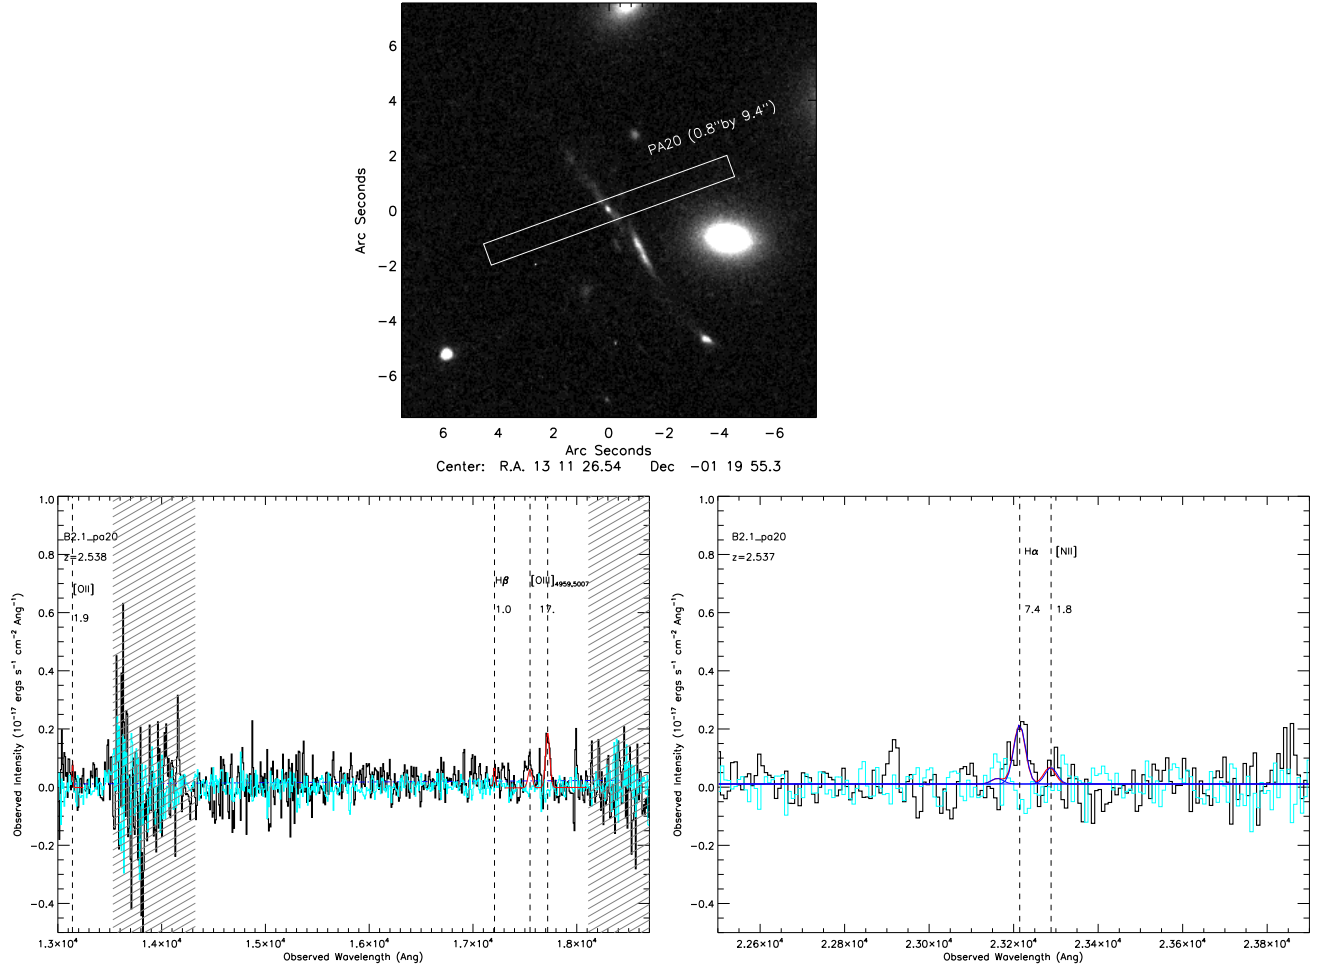 PA20 (0.8"by 9.4")
Arc Seconds
6
4
2
0
−2
−4
−6
6 4 2 0 −2 −4 −6
Arc Seconds
Center: R.A. 13 11 26.54 Dec −01 19 55.3
Observed Intensity (10⁻¹⁷ ergs s⁻¹ cm⁻² Ang⁻¹)
1.0
0.8
0.6
0.4
0.2
0.0
−0.2
−0.4
B2.1_pa20
z=2.538
[OII]
1.9
Hβ [OIII]4959,5007
1.0 17.
1.3×10⁴ 1.4×10⁴ 1.5×10⁴ 1.6×10⁴ 1.7×10⁴ 1.8×10⁴
Observed Wavelength (Ang)
Observed Intensity (10⁻¹⁷ ergs s⁻¹ cm⁻² Ang⁻¹)
1.0
0.8
0.6
0.4
0.2
0.0
−0.2
−0.4
B2.1_pa20
z=2.537
Hα [NII]
7.4 1.8
2.26×10⁴ 2.28×10⁴ 2.30×10⁴ 2.32×10⁴ 2.34×10⁴ 2.36×10⁴ 2.38×10⁴
Observed Wavelength (Ang)